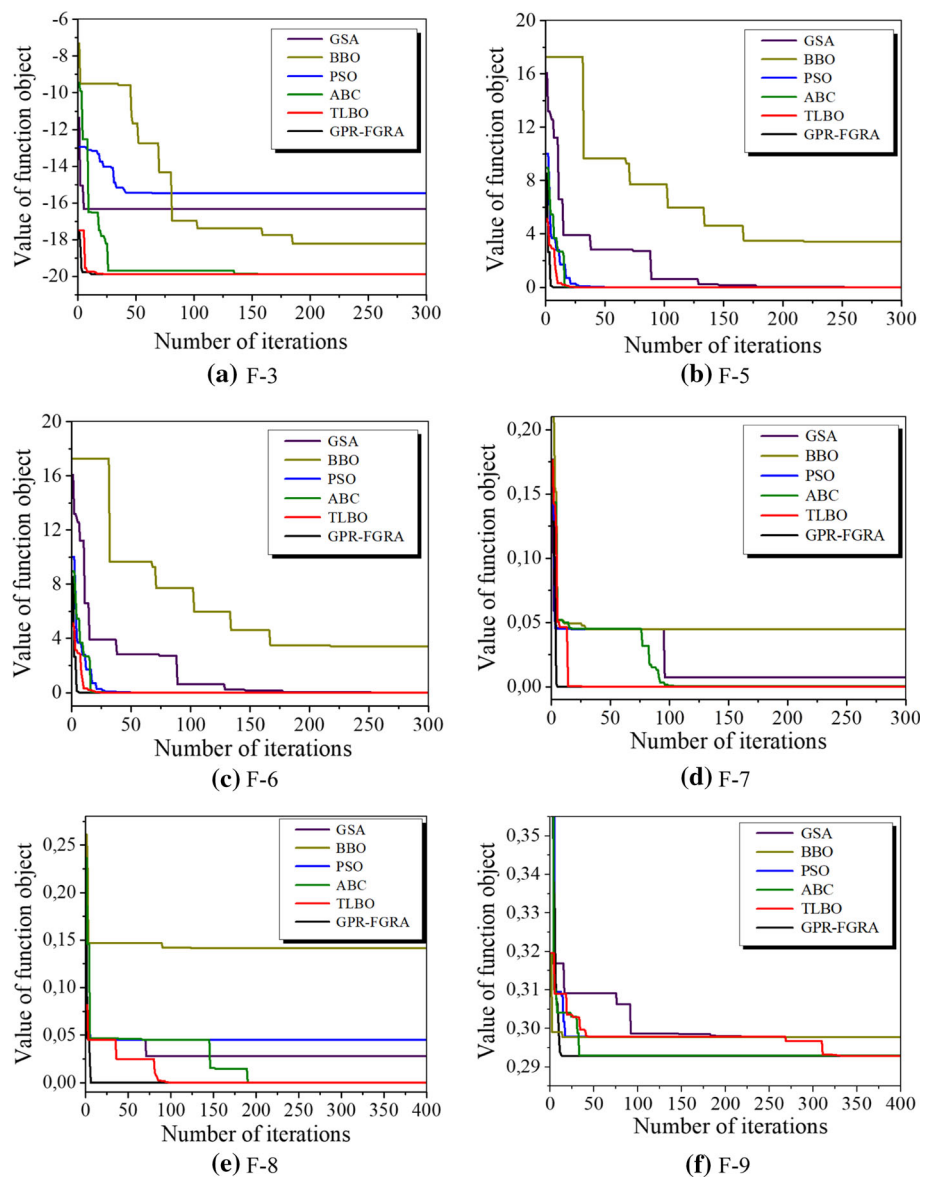 -6
-8
-10
-12
-14
-16
-18
-20
Value of function object
GSA
BBO
PSO
ABC
TLBO
GPR-FGRA
0 50 100 150 200 250 300
Number of iterations
(a) F-3
20
16
12
8
4
0
Value of function object
GSA
BBO
PSO
ABC
TLBO
GPR-FGRA
0 50 100 150 200 250 300
Number of iterations
(b) F-5
20
16
12
8
4
0
Value of function object
GSA
BBO
PSO
ABC
TLBO
GPR-FGRA
0 50 100 150 200 250 300
Number of iterations
(c) F-6
0,20
0,15
0,10
0,05
0,00
Value of function object
GSA
BBO
PSO
ABC
TLBO
GPR-FGRA
0 50 100 150 200 250 300
Number of iterations
(d) F-7
0,25
0,20
0,15
0,10
0,05
0,00
Value of function object
GSA
BBO
PSO
ABC
TLBO
GPR-FGRA
0 50 100 150 200 250 300 350 400
Number of iterations
(e) F-8
0,35
0,34
0,33
0,32
0,31
0,30
0,29
Value of function object
GSA
BBO
PSO
ABC
TLBO
GPR-FGRA
0 50 100 150 200 250 300 350 400
Number of iterations
(f) F-9